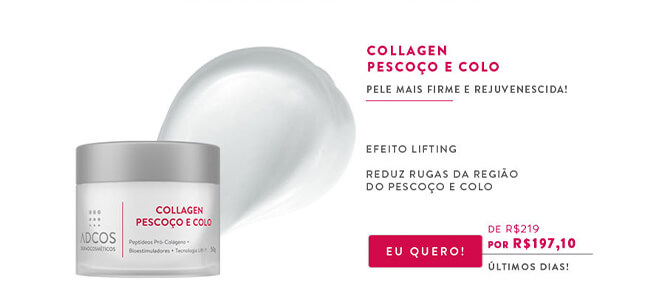 COLLAGEN
PESCOÇO E COLO
PELE MAIS FIRME E REJUVENESCIDA!
EFEITO LIFTING
REDUZ RUGAS DA REGIÃO
DO PESCOÇO E COLO
DE R$219
POR R$197,10
EU QUERO!
ÚLTIMOS DIAS!
ADCOS
DERMOCOSMÉTICOS
COLLAGEN
PESCOÇO E COLO
Peptídeos Pró-Colágeno +
Bioestimuladores + Tecnologia